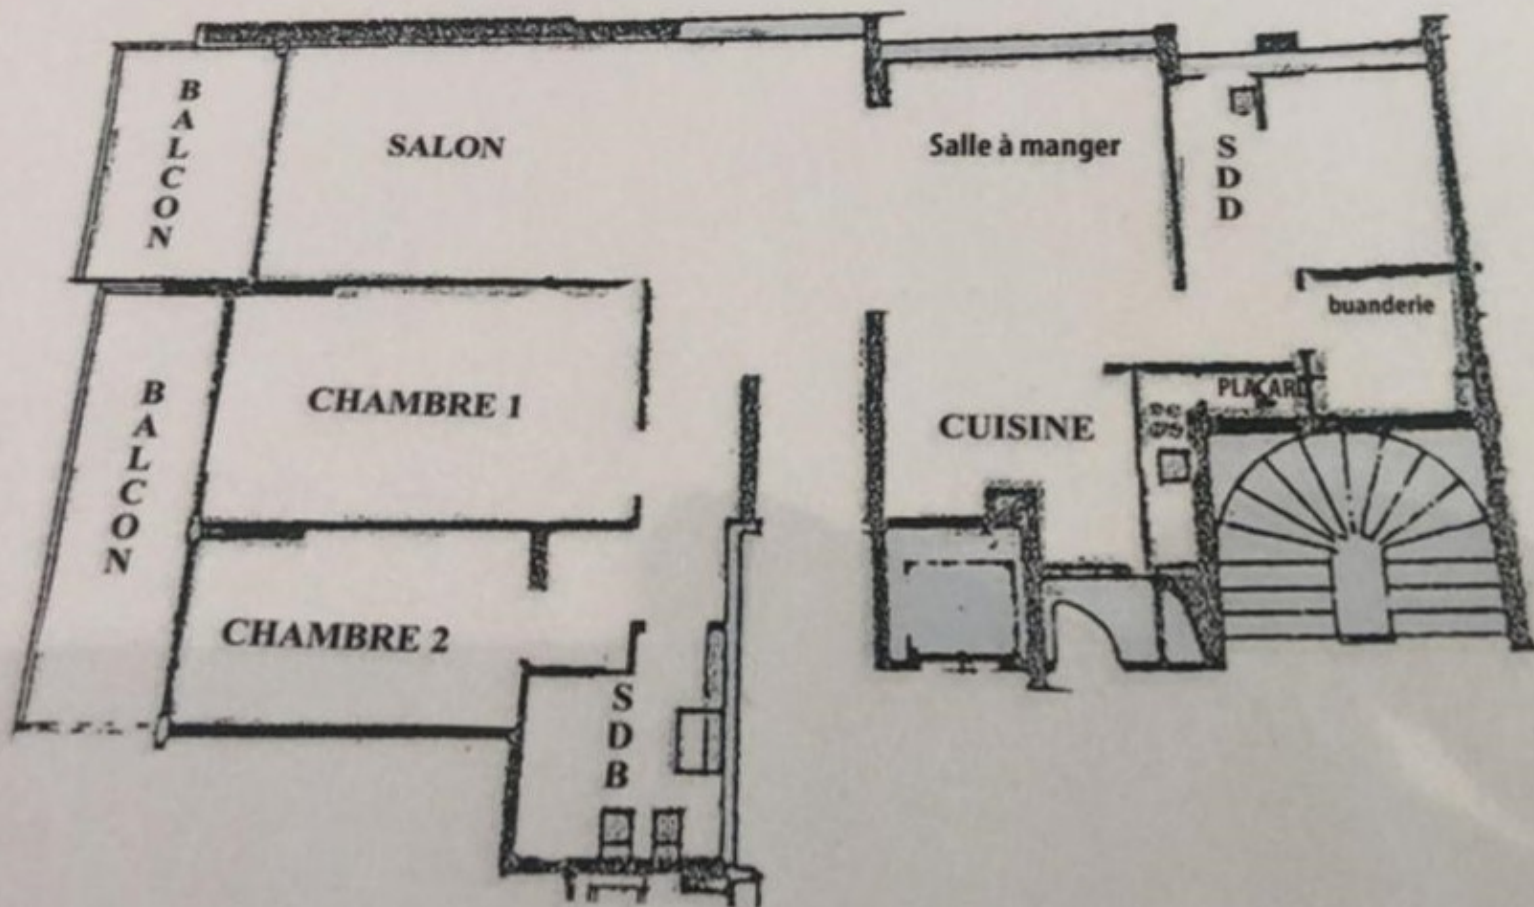 BALCON
SALON
Salle à manger
SDD
buanderie
BALCON
CHAMBRE 1
PLACARD
CUISINE
CHAMBRE 2
SDB